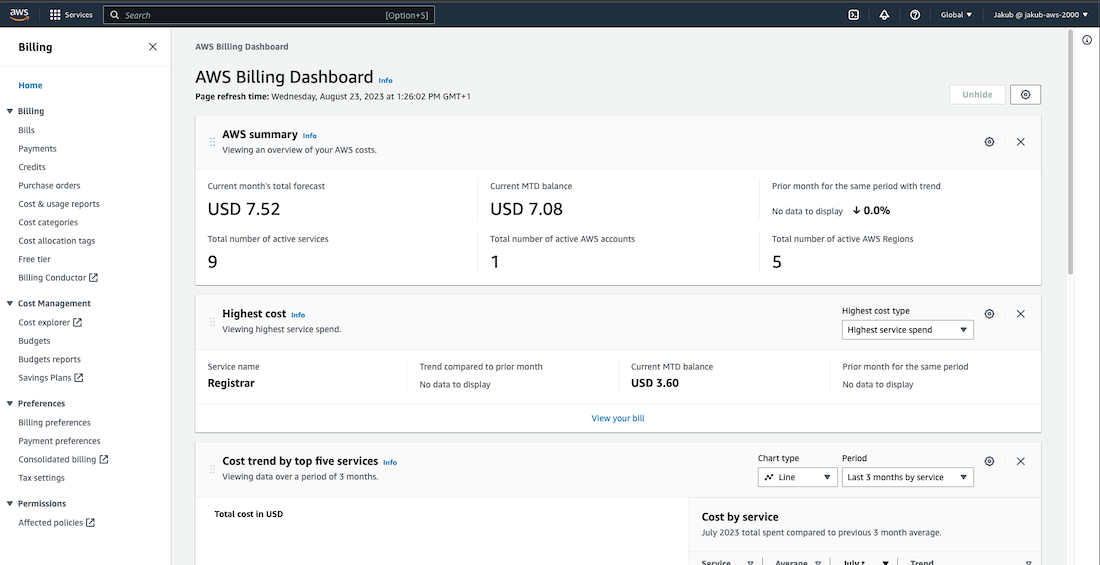 aws Services Search [Option+S] Global Jakub @ jakub-aws-2000
Billing
Home
Billing
Bills
Payments
Credits
Purchase orders
Cost & usage reports
Cost categories
Cost allocation tags
Free tier
Billing Conductor
Cost Management
Cost explorer
Budgets
Budgets reports
Savings Plans
Preferences
Billing preferences
Payment preferences
Consolidated billing
Tax settings
Permissions
Affected policies
AWS Billing Dashboard
AWS Billing Dashboard Info
Page refresh time: Wednesday, August 23, 2023 at 1:26:02 PM GMT+1
Unhide
AWS summary Info
Viewing an overview of your AWS costs.
Current month's total forecast
USD 7.52
Current MTD balance
USD 7.08
Prior month for the same period with trend
No data to display ↓ 0.0%
Total number of active services
9
Total number of active AWS accounts
1
Total number of active AWS Regions
5
Highest cost Info
Viewing highest service spend.
Highest cost type
Highest service spend
Service name
Registrar
Trend compared to prior month
No data to display
Current MTD balance
USD 3.60
Prior month for the same period
No data to display
View your bill
Cost trend by top five services Info
Viewing data over a period of 3 months.
Chart type
Line
Period
Last 3 months by service
Total cost in USD
Cost by service
July 2023 total spent compared to previous 3 month average.
Service Average July t Trend